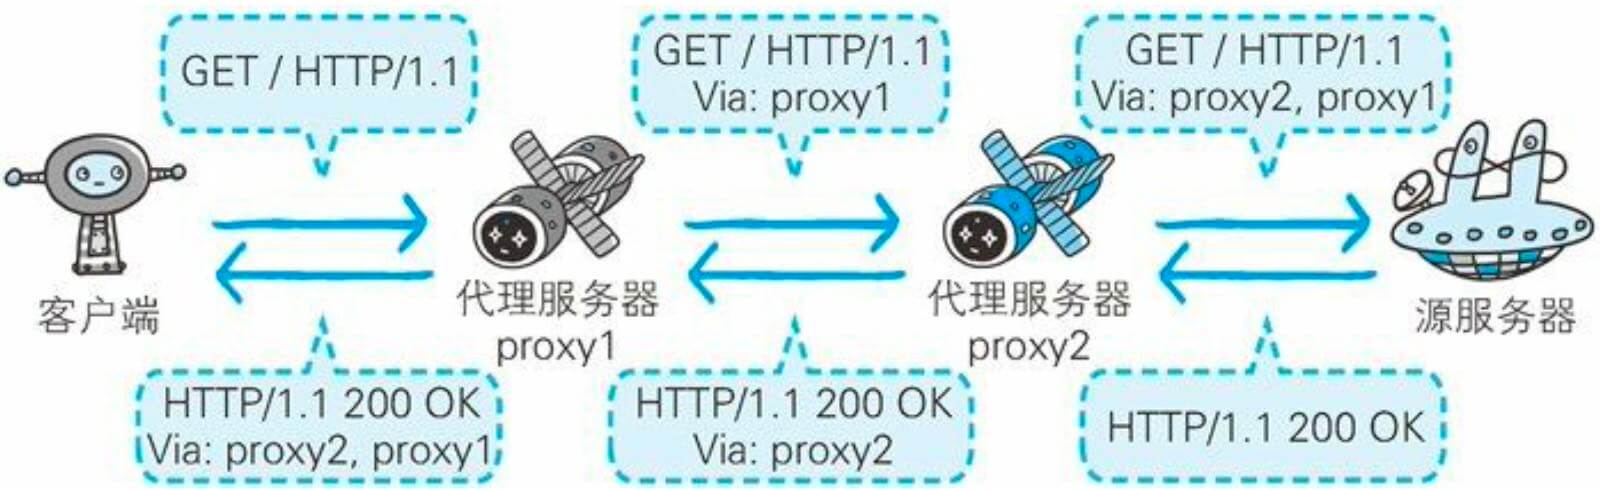 GET / HTTP/1.1
GET / HTTP/1.1
Via: proxy1
GET / HTTP/1.1
Via: proxy2, proxy1
客户端
代理服务器
proxy1
代理服务器
proxy2
源服务器
HTTP/1.1 200 OK
Via: proxy2, proxy1
HTTP/1.1 200 OK
Via: proxy2
HTTP/1.1 200 OK